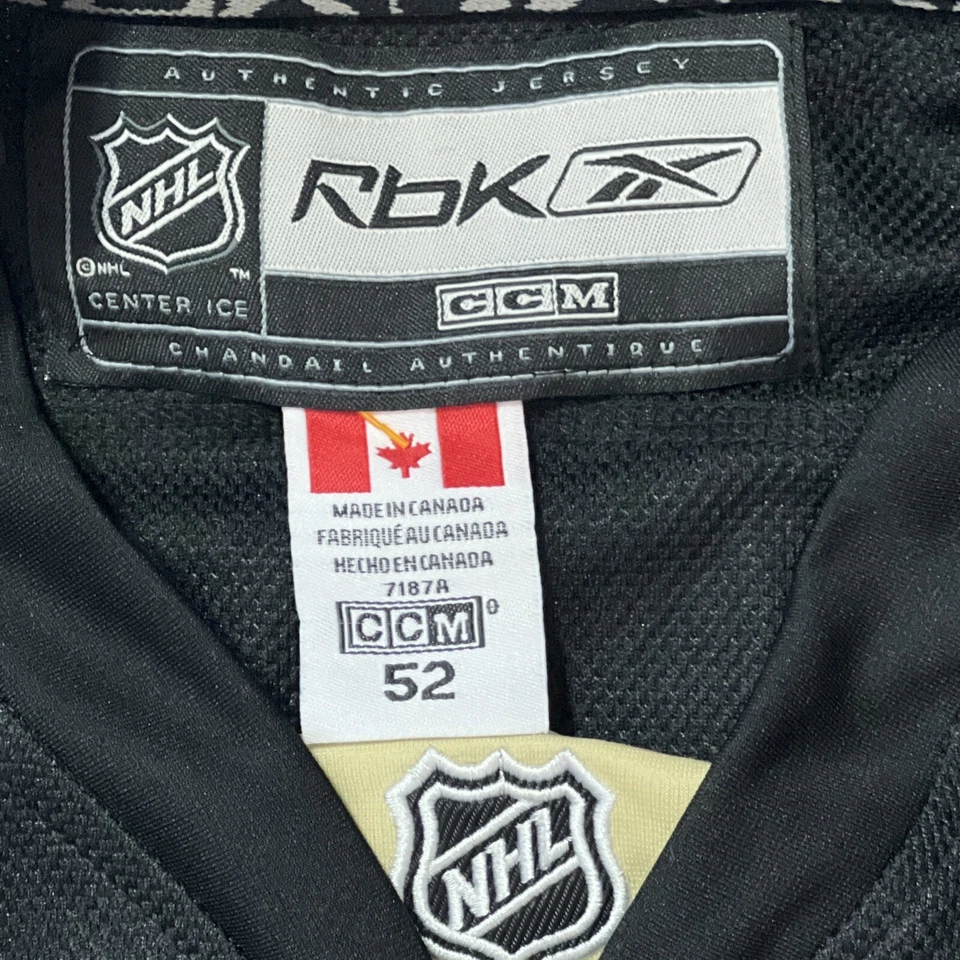 AUTHENTIC JERSEY
NHL
RbK
©NHL ™
CENTER ICE
CCM
CHANDAIL AUTHENTIQUE
MADE IN CANADA
FABRIQUÉ AU CANADA
HECHO EN CANADA
7187A
CCM®
52
NHL